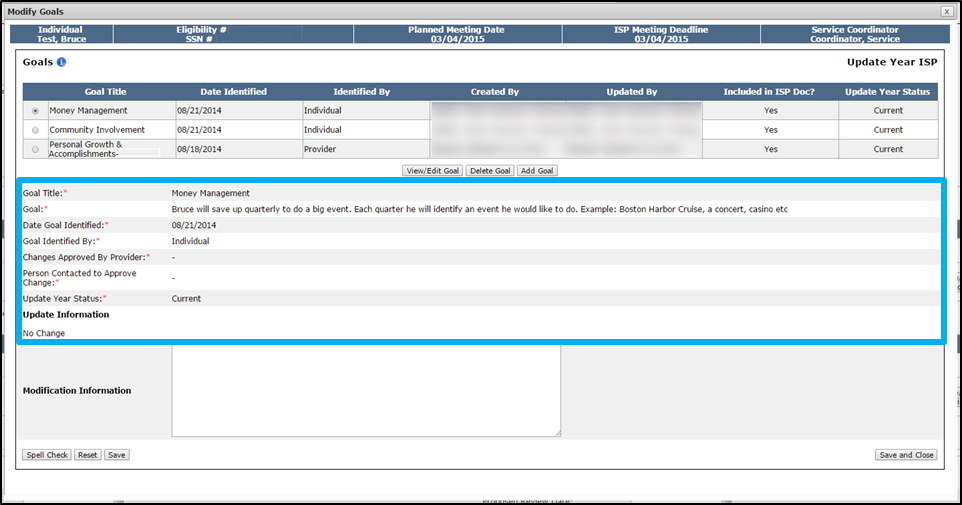 Modify Goals
X
Individual Eligibility # Planned Meeting Date ISP Meeting Deadline Service Coordinator
Test, Bruce SSN # 03/04/2015 03/04/2015 Coordinator, Service
Goals i Update Year ISP
Goal Title Date Identified Identified By Created By Updated By Included in ISP Doc? Update Year Status
Money Management 08/21/2014 Individual Yes Current
Community Involvement 08/21/2014 Individual Yes Current
Personal Growth &
Accomplishments- 08/18/2014 Provider Yes Current
View/Edit Goal Delete Goal Add Goal
Goal Title:* Money Management
Goal:* Bruce will save up quarterly to do a big event. Each quarter he will identify an event he would like to do. Example: Boston Harbor Cruise, a concert, casino etc
Date Goal Identified:* 08/21/2014
Goal Identified By:* Individual
Changes Approved By Provider:* -
Person Contacted to Approve
Change:* -
Update Year Status:* Current
Update Information
No Change
Modification Information
Spell Check Reset Save Save and Close